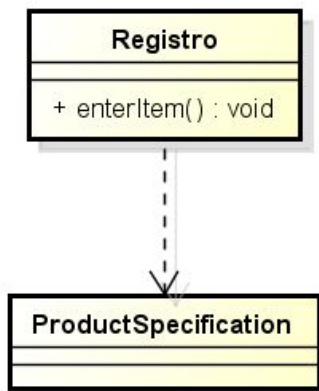 Registro
+ enterItem() : void
ProductSpecification